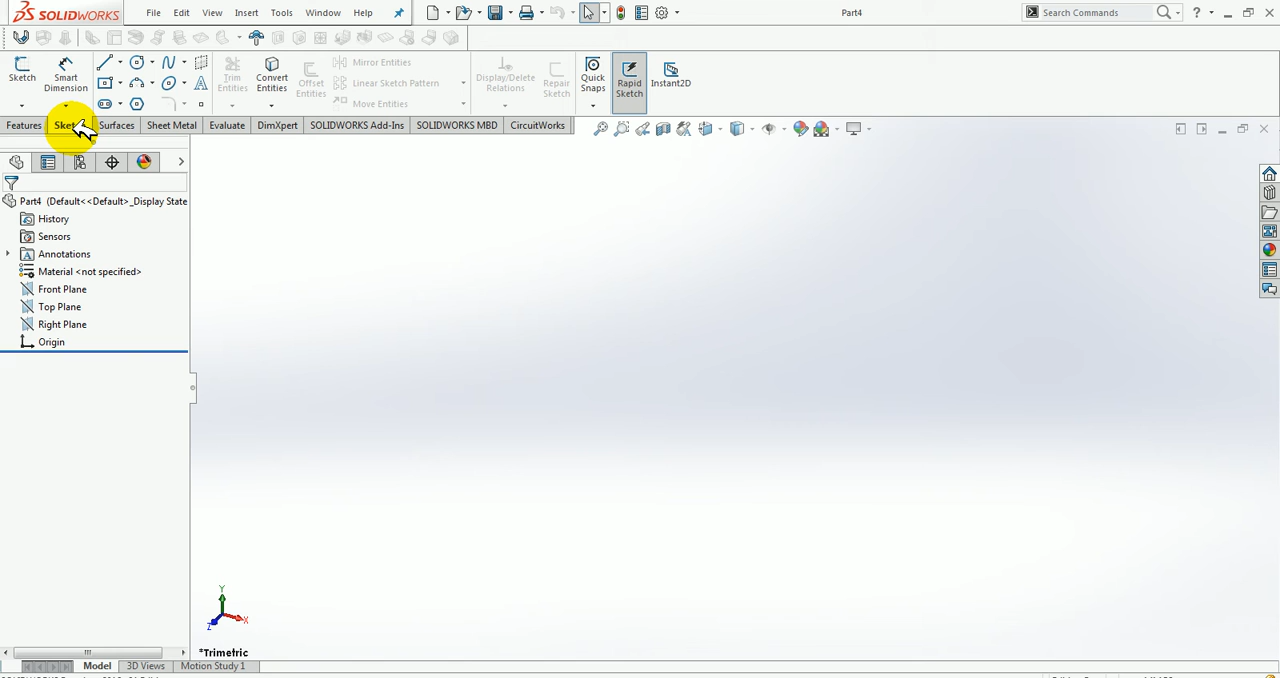 SOLIDWORKS File Edit View Insert Tools Window Help Part4 Search Commands
Sketch Smart Dimension Trim Entities Convert Entities Offset Entities Mirror Entities Linear Sketch Pattern Move Entities Display/Delete Relations Repair Sketch Quick Snaps Rapid Sketch Instant2D
Features Surfaces Sheet Metal Evaluate DimXpert SOLIDWORKS Add-Ins SOLIDWORKS MBD CircuitWorks
Part4 (Default<<Default>_Display State
History
Sensors
Annotations
Material <not specified>
Front Plane
Top Plane
Right Plane
Origin
Y
X
Z
*Trimetric
Model 3D Views Motion Study 1